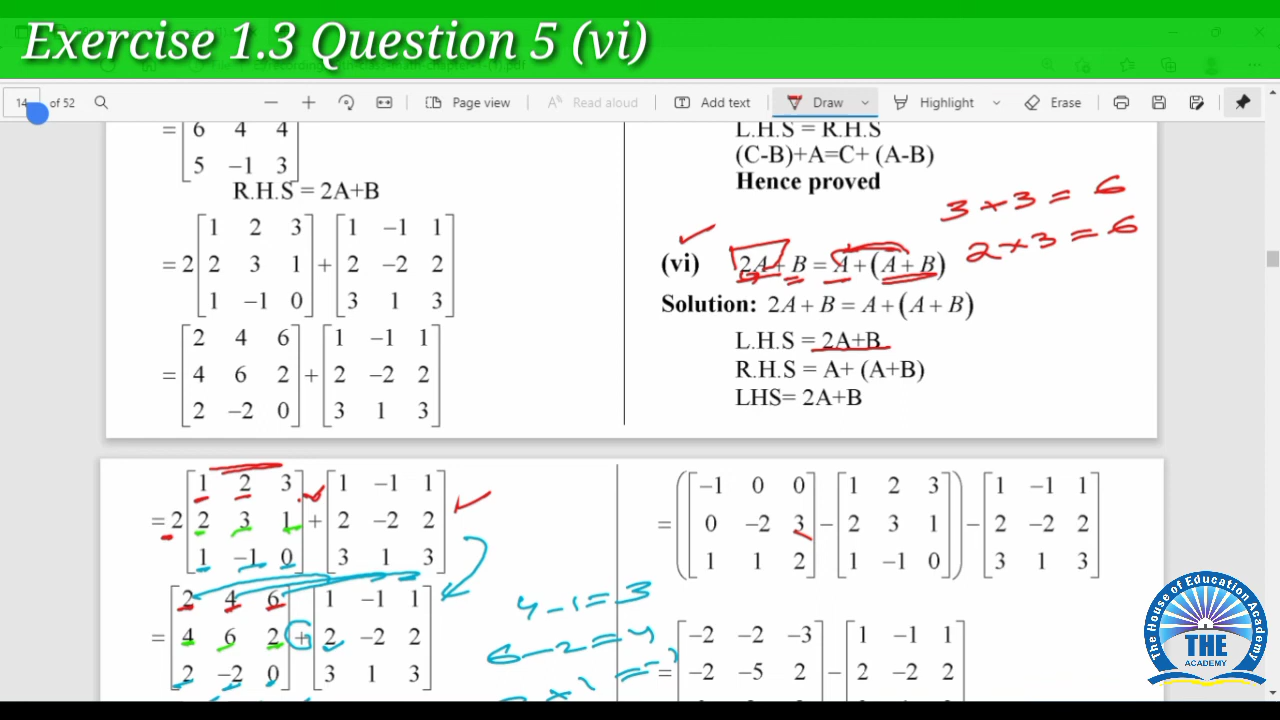 Exercise 1.3 Question 5 (vi)
14 of 52
Page view
Read aloud
Add text
Draw
Highlight
Erase
= [6 4 4
5 −1 3]
R.H.S = 2A+B
= 2 [1 2 3
2 3 1
1 −1 0] + [1 −1 1
2 −2 2
3 1 3]
= [2 4 6
4 6 2
2 −2 0] + [1 −1 1
2 −2 2
3 1 3]
L.H.S = R.H.S
(C-B)+A=C+ (A-B)
Hence proved
3 × 3 = 6
2 × 3 = 6
(vi) 2A + B = A + (A + B)
Solution: 2A + B = A + (A + B)
L.H.S = 2A+B
R.H.S = A+ (A+B)
LHS= 2A+B
= 2 [1 2 3
2 3 1
1 −1 0] + [1 −1 1
2 −2 2
3 1 3]
= [2 4 6
4 6 2
2 −2 0] + [1 −1 1
2 −2 2
3 1 3]
4 − 1 = 3
6 − 2 = 4
= ([−1 0 0
0 −2 3
1 1 2] − [1 2 3
2 3 1
1 −1 0]) − [1 −1 1
2 −2 2
3 1 3]
= [−2 −2 −3
−2 −5 2] − [1 −1 1
2 −2 2]
The House of Education Academy
THE
ACADEMY